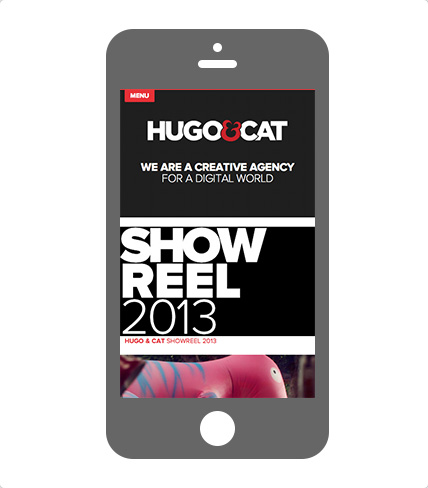 MENU
HUGO&CAT
WE ARE A CREATIVE AGENCY
FOR A DIGITAL WORLD
SHOW
REEL
2013
HUGO & CAT SHOWREEL 2013